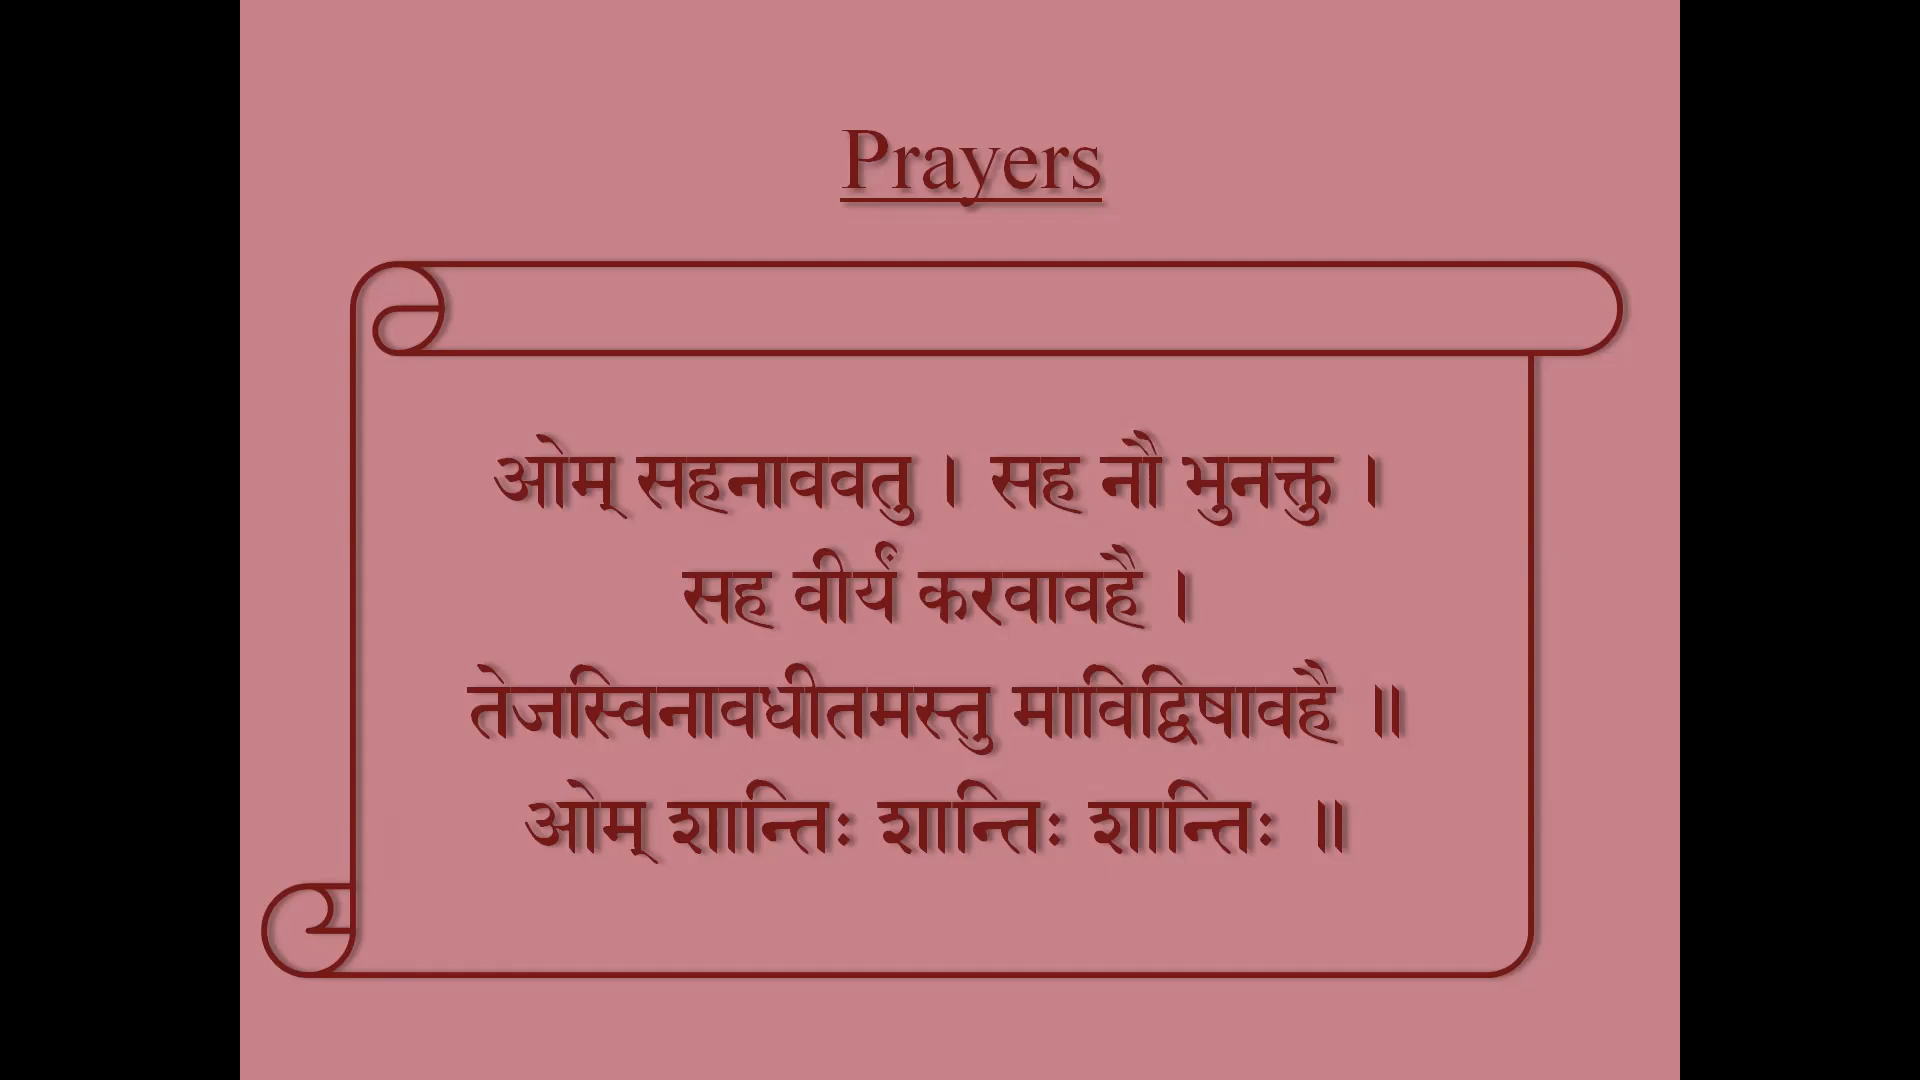 Prayers
ओम् सहनाववतु । सह नौ भुनक्तु ।
सह वीर्यं करवावहै ।
तेजस्विनावधीतमस्तु माविद्विषावहै ॥
ओम् शान्तिः शान्तिः शान्तिः ॥